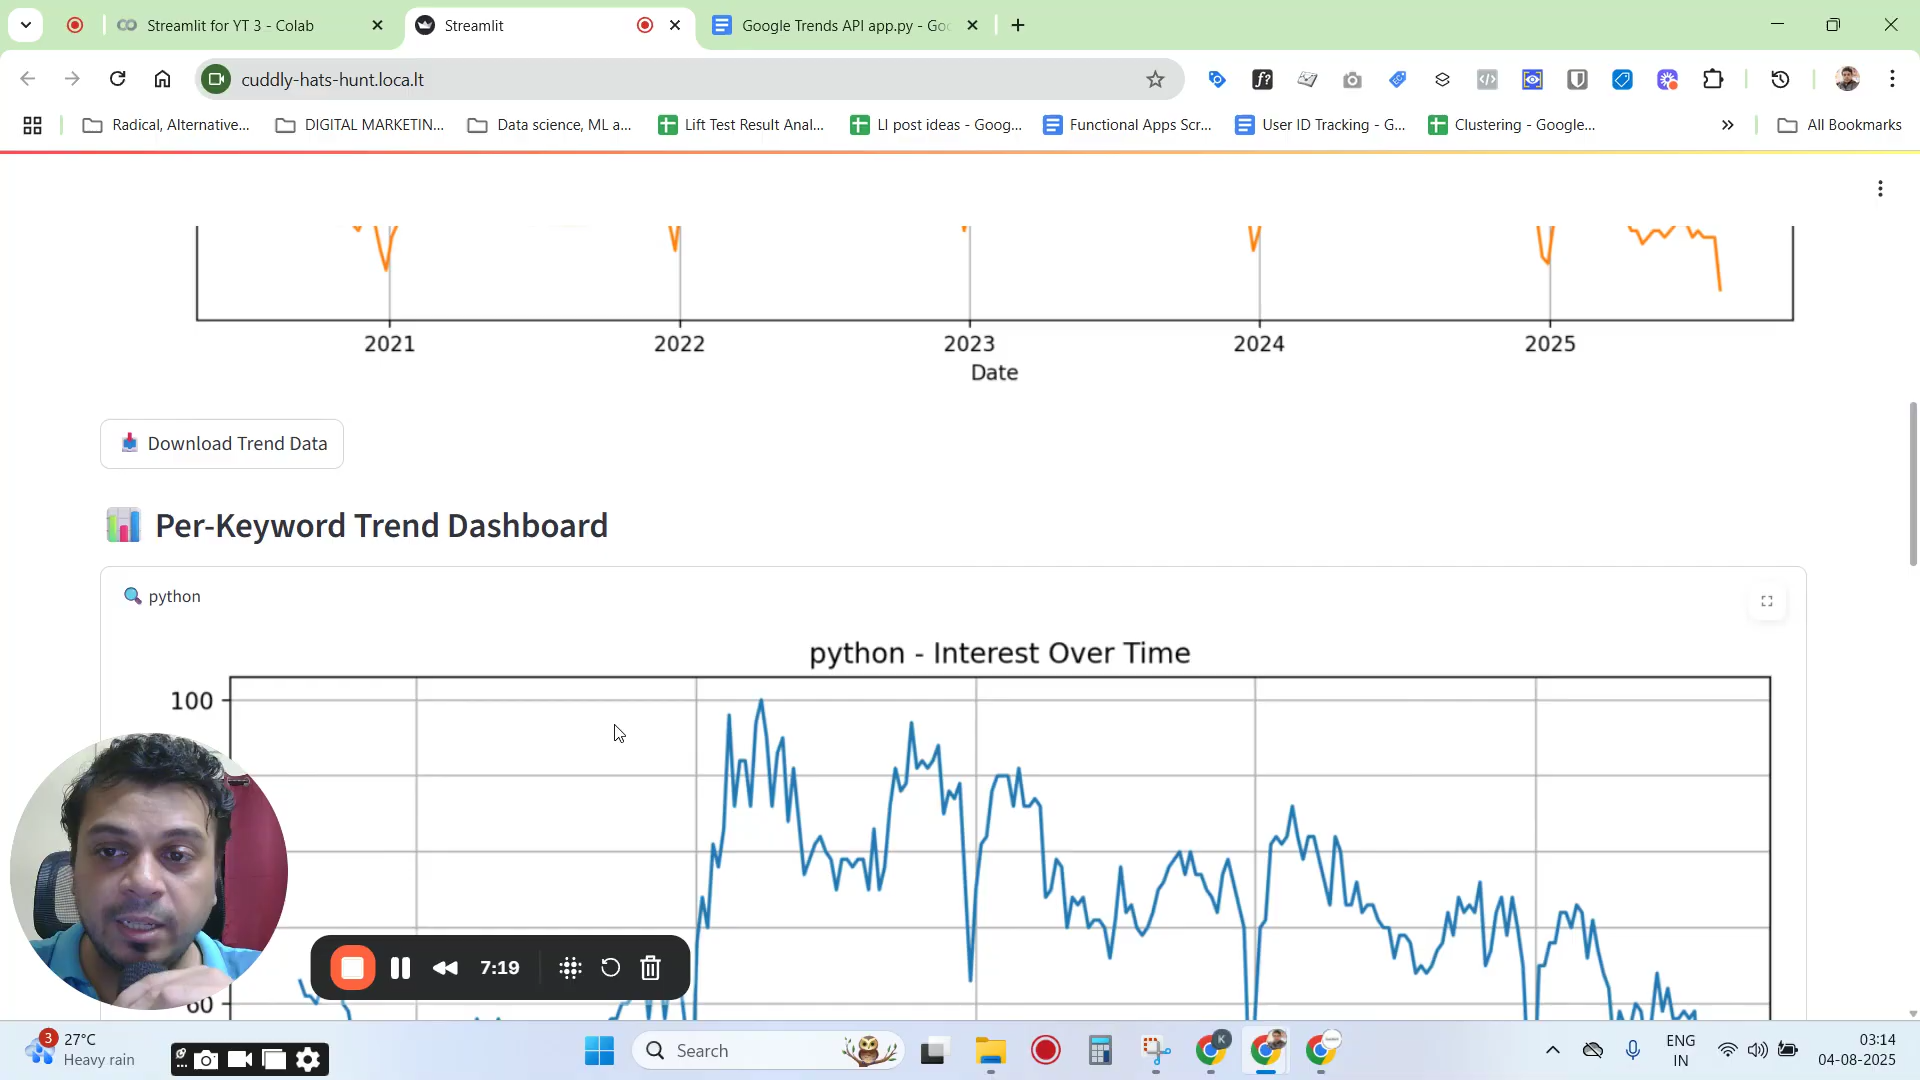 Streamlit for YT 3 - Colab
Streamlit
Google Trends API app.py - Goo
cuddly-hats-hunt.loca.lt
Radical, Alternative...
DIGITAL MARKETIN...
Data science, ML a...
Lift Test Result Anal...
LI post ideas - Goog...
Functional Apps Scr...
User ID Tracking - G...
Clustering - Google...
All Bookmarks
2021
2022
2023
2024
2025
Date
Download Trend Data
Per-Keyword Trend Dashboard
python
python - Interest Over Time
100
60
7:19
3
27°C
Heavy rain
Search
K
ENG
IN
03:14
04-08-2025